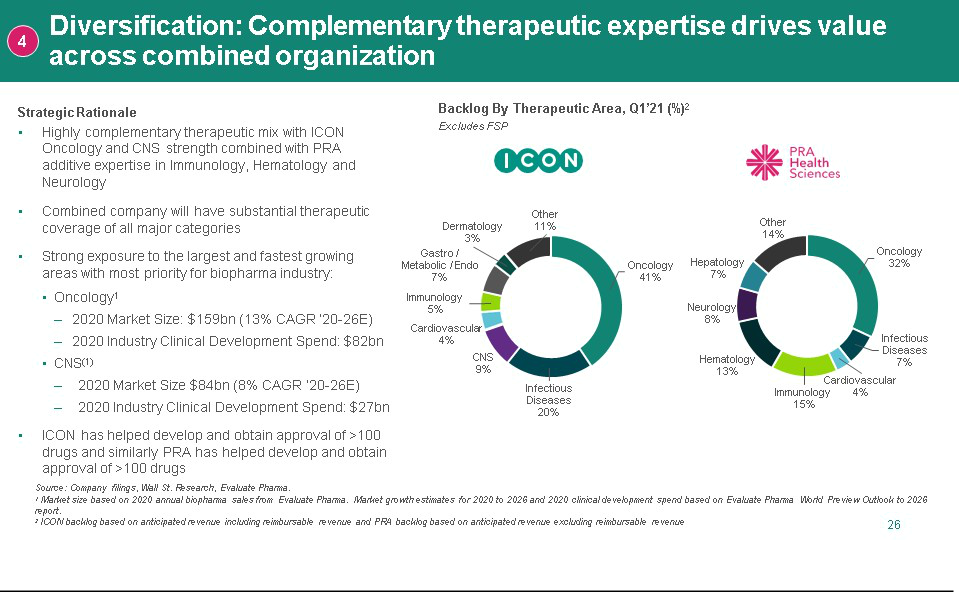 4
Diversification: Complementary therapeutic expertise drives value
across combined organization
Strategic Rationale
• Highly complementary therapeutic mix with ICON
Oncology and CNS strength combined with PRA
additive expertise in Immunology, Hematology and
Neurology
• Combined company will have substantial therapeutic
coverage of all major categories
• Strong exposure to the largest and fastest growing
areas with most priority for biopharma industry:
• Oncology¹
– 2020 Market Size: $159bn (13% CAGR '20-26E)
– 2020 Industry Clinical Development Spend: $82bn
• CNS⁽¹⁾
– 2020 Market Size $84bn (8% CAGR '20-26E)
– 2020 Industry Clinical Development Spend: $27bn
• ICON has helped develop and obtain approval of >100
drugs and similarly PRA has helped develop and obtain
approval of >100 drugs
Backlog By Therapeutic Area, Q1'21 (%)²
Excludes FSP
ICON
Other
11%
Dermatology
3%
Gastro /
Metabolic / Endo
7%
Immunology
5%
Cardiovascular
4%
CNS
9%
Infectious
Diseases
20%
Oncology
41%
PRA
Health
Sciences
Other
14%
Hepatology
7%
Neurology
8%
Hematology
13%
Immunology
15%
Cardiovascular
4%
Infectious
Diseases
7%
Oncology
32%
Source: Company filings, Wall St. Research, Evaluate Pharma.
¹ Market size based on 2020 annual biopharma sales from Evaluate Pharma. Market growth estimates for 2020 to 2026 and 2020 clinical development spend based on Evaluate Pharma World Preview Outlook to 2026
report.
² ICON backlog based on anticipated revenue including reimbursable revenue and PRA backlog based on anticipated revenue excluding reimbursable revenue
26